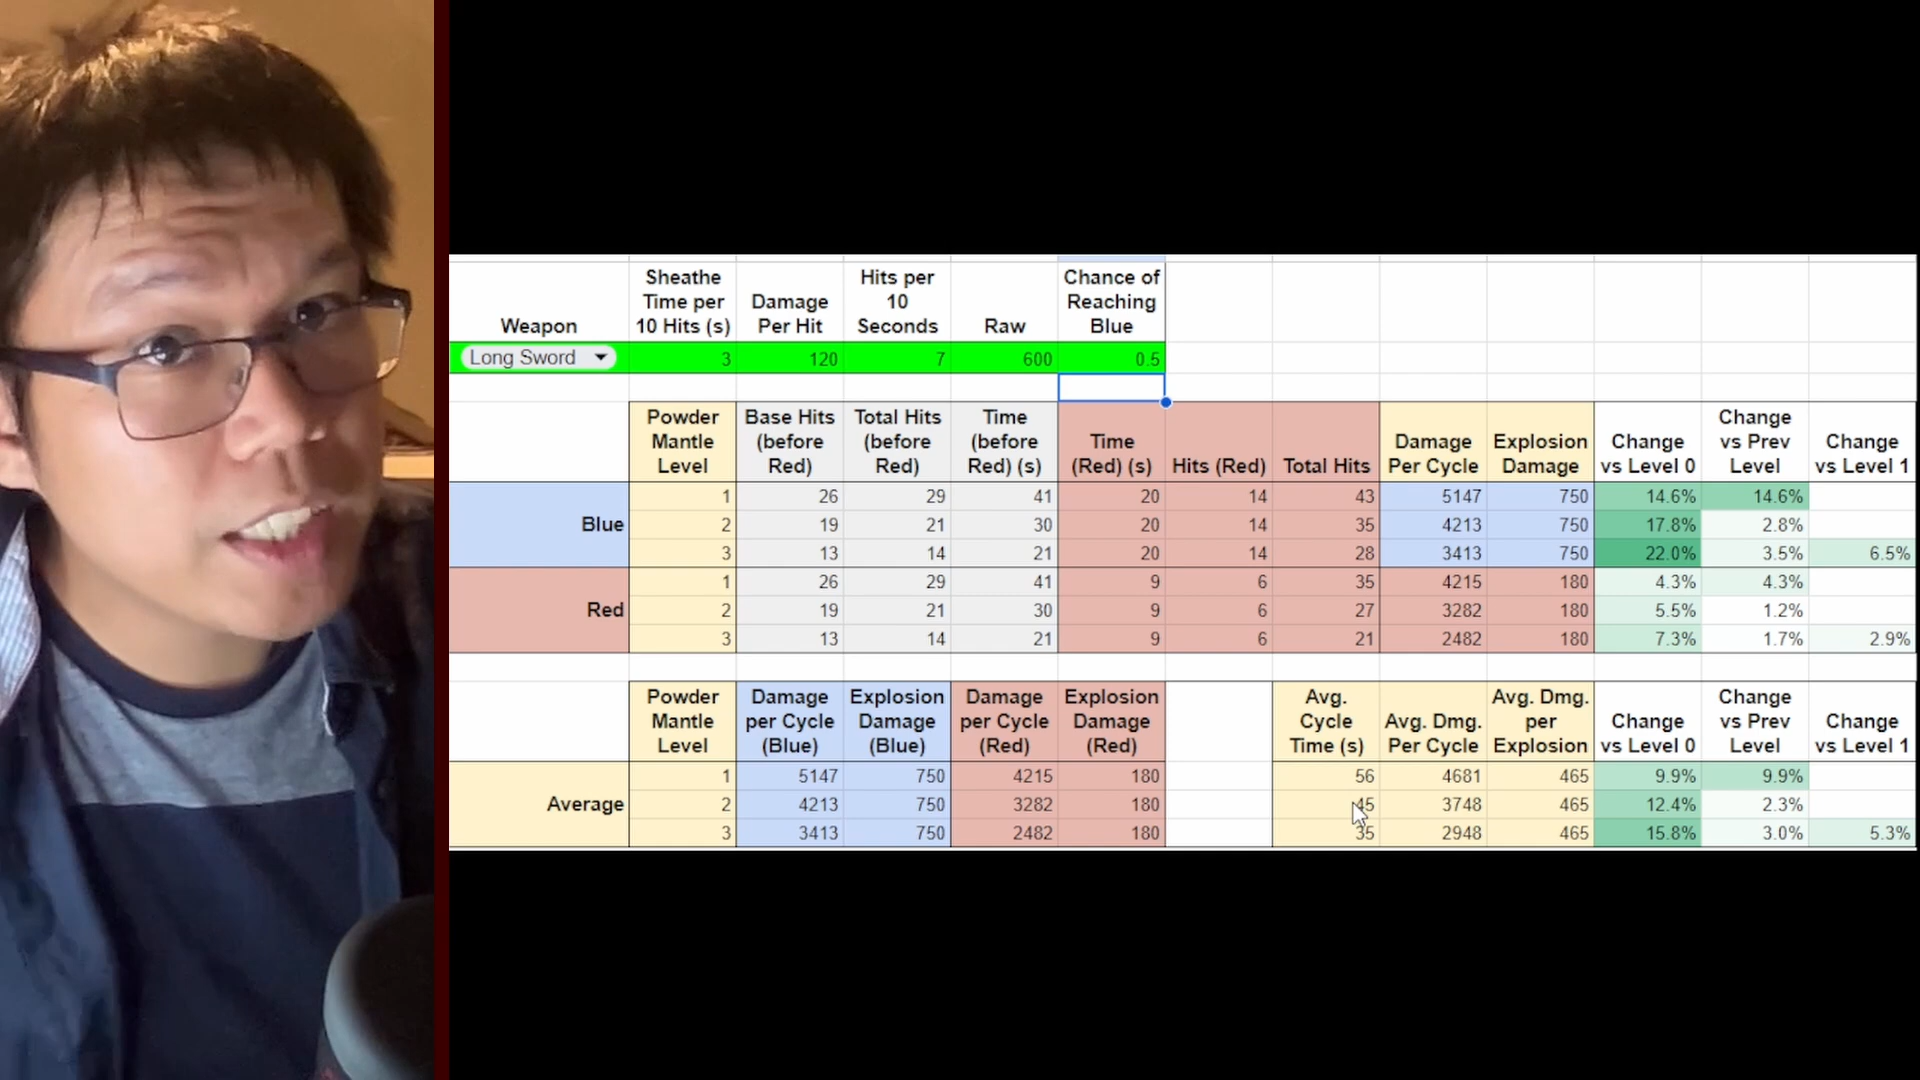 Weapon Sheathe Time per 10 Hits (s) Damage Per Hit Hits per 10 Seconds Raw Chance of Reaching Blue
Long Sword 3 120 7 600 0.5
Powder Mantle Level Base Hits (before Red) Total Hits (before Red) Time (before Red) (s) Time (Red) (s) Hits (Red) Total Hits Damage Per Cycle Explosion Damage Change vs Level 0 Change vs Prev Level Change vs Level 1
1 26 29 41 20 14 43 5147 750 14.6% 14.6%
Blue 2 19 21 30 20 14 35 4213 750 17.8% 2.8%
3 13 14 21 20 14 28 3413 750 22.0% 3.5% 6.5%
1 26 29 41 9 6 35 4215 180 4.3% 4.3%
Red 2 19 21 30 9 6 27 3282 180 5.5% 1.2%
3 13 14 21 9 6 21 2482 180 7.3% 1.7% 2.9%
Powder Mantle Level Damage per Cycle (Blue) Explosion Damage (Blue) Damage per Cycle (Red) Explosion Damage (Red) Avg. Cycle Time (s) Avg. Dmg. Per Cycle Avg. Dmg. per Explosion Change vs Level 0 Change vs Prev Level Change vs Level 1
1 5147 750 4215 180 56 4681 465 9.9% 9.9%
Average 2 4213 750 3282 180 45 3748 465 12.4% 2.3%
3 3413 750 2482 180 35 2948 465 15.8% 3.0% 5.3%